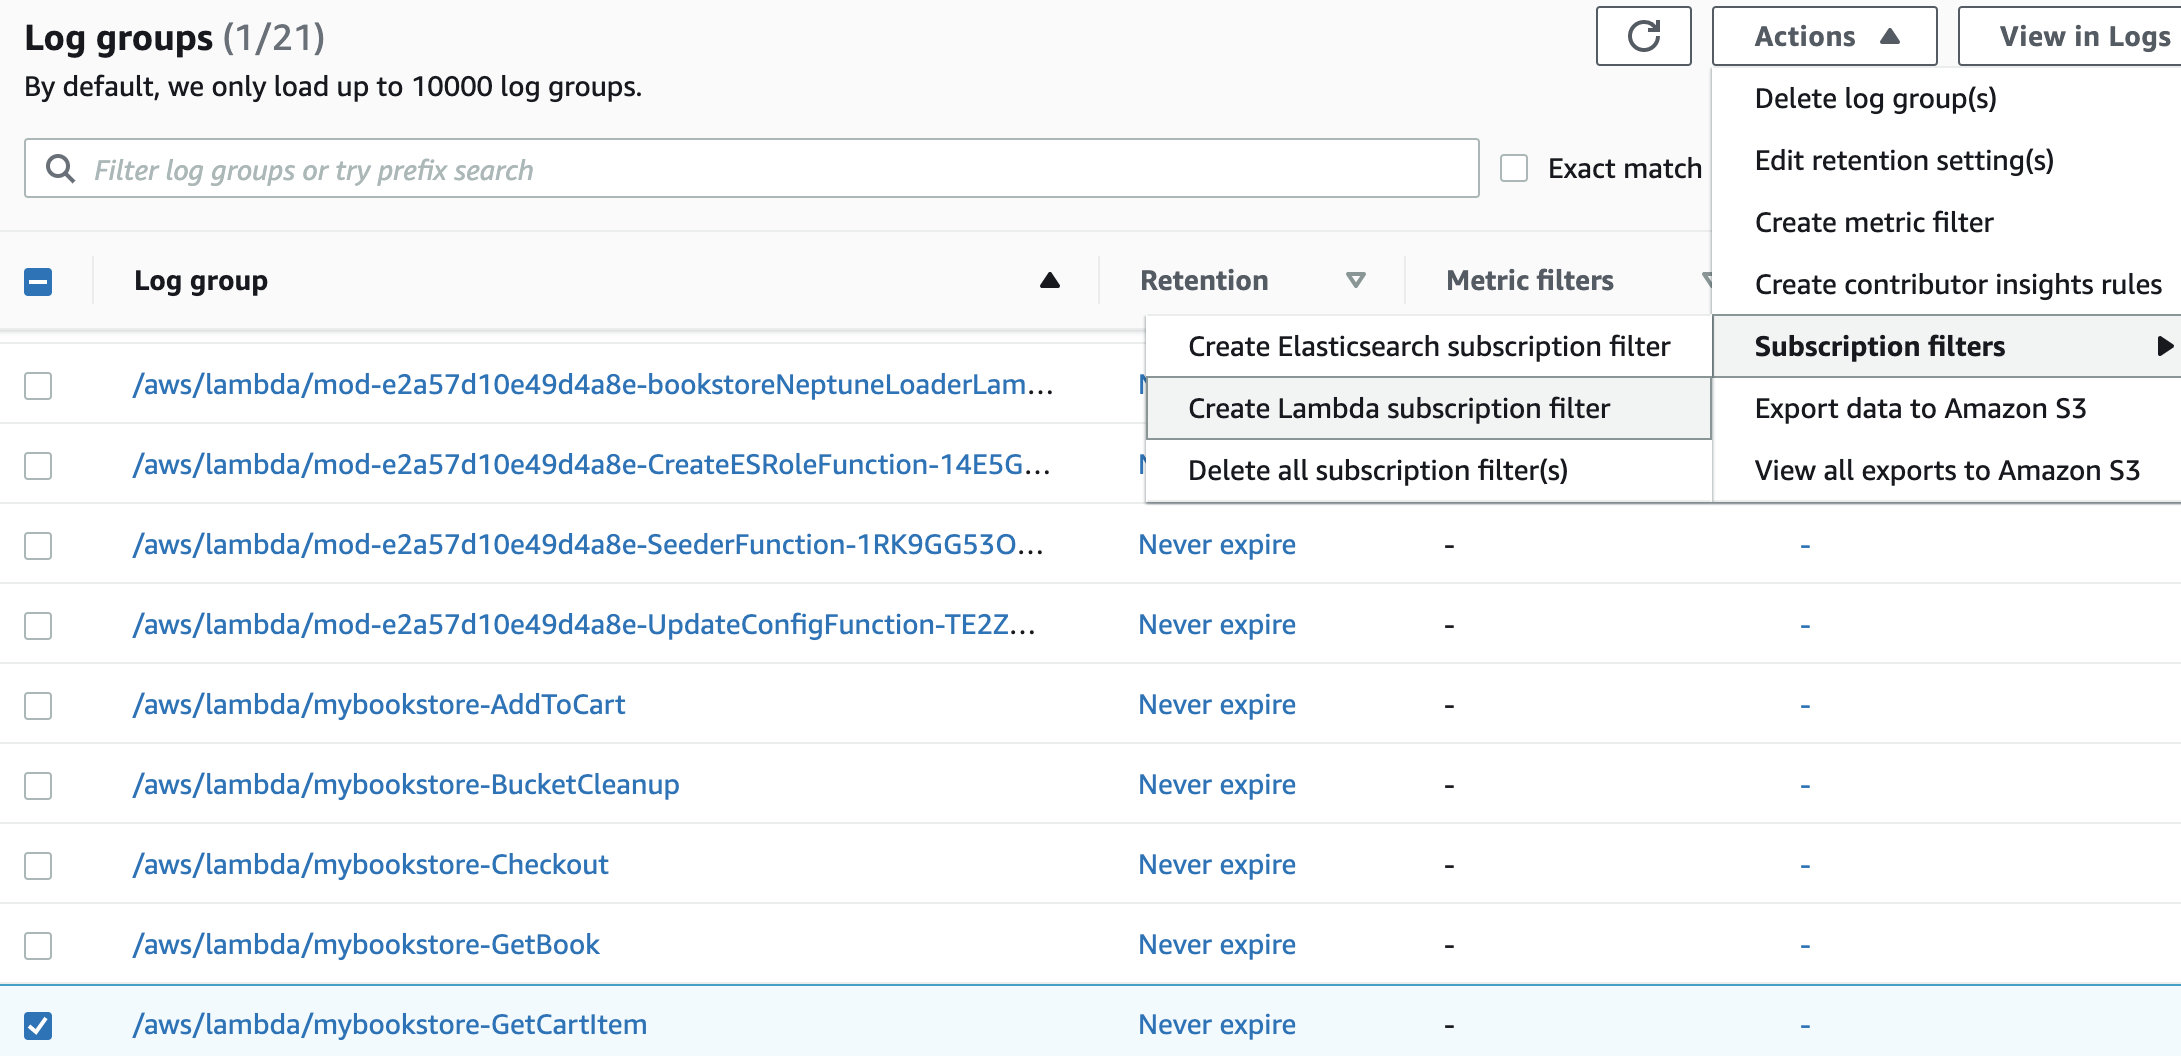 Log groups (1/21)
By default, we only load up to 10000 log groups.
Actions
View in Logs
Filter log groups or try prefix search
Exact match
Delete log group(s)
Edit retention setting(s)
Create metric filter
Create contributor insights rules
Subscription filters
Export data to Amazon S3
View all exports to Amazon S3
Create Elasticsearch subscription filter
Create Lambda subscription filter
Delete all subscription filter(s)
Log group Retention Metric filters
/aws/lambda/mod-e2a57d10e49d4a8e-bookstoreNeptuneLoaderLam...
/aws/lambda/mod-e2a57d10e49d4a8e-CreateESRoleFunction-14E5G...
/aws/lambda/mod-e2a57d10e49d4a8e-SeederFunction-1RK9GG53O... Never expire - -
/aws/lambda/mod-e2a57d10e49d4a8e-UpdateConfigFunction-TE2Z... Never expire - -
/aws/lambda/mybookstore-AddToCart Never expire - -
/aws/lambda/mybookstore-BucketCleanup Never expire - -
/aws/lambda/mybookstore-Checkout Never expire - -
/aws/lambda/mybookstore-GetBook Never expire - -
/aws/lambda/mybookstore-GetCartItem Never expire - -